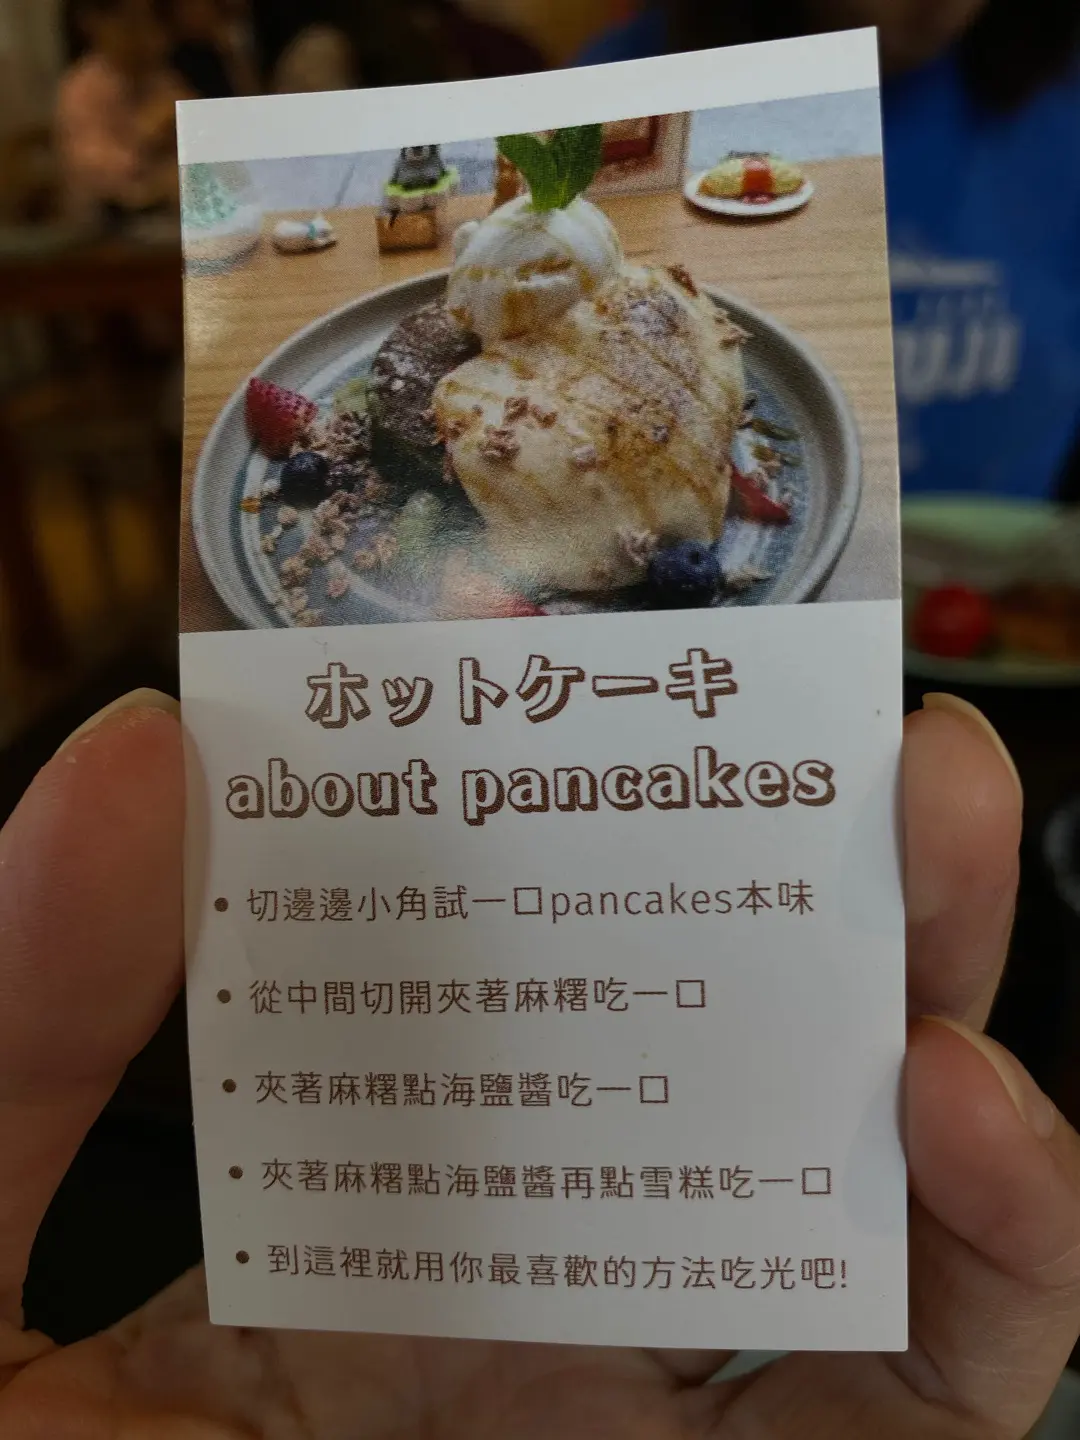 ホットケーキ
about pancakes
• 切邊邊小角試一口pancakes本味
• 從中間切開夾著麻糬吃一口
• 夾著麻糬點海鹽醬吃一口
• 夾著麻糬點海鹽醬再點雪糕吃一口
• 到這裡就用你最喜歡的方法吃光吧!